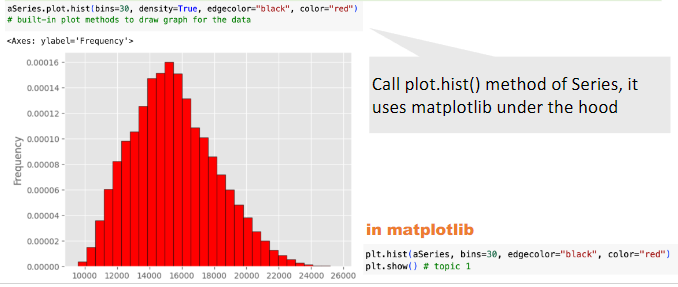 aSeries.plot.hist(bins=30, density=True, edgecolor="black", color="red")
# built-in plot methods to draw graph for the data
<Axes: ylabel='Frequency'>
Call plot.hist() method of Series, it
uses matplotlib under the hood
0.00016
0.00014
0.00012
0.00010
0.00008
0.00006
0.00004
0.00002
0.00000
Frequency
10000 12000 14000 16000 18000 20000 22000 24000 26000
in matplotlib
plt.hist(aSeries, bins=30, edgecolor="black", color="red")
plt.show() # topic 1